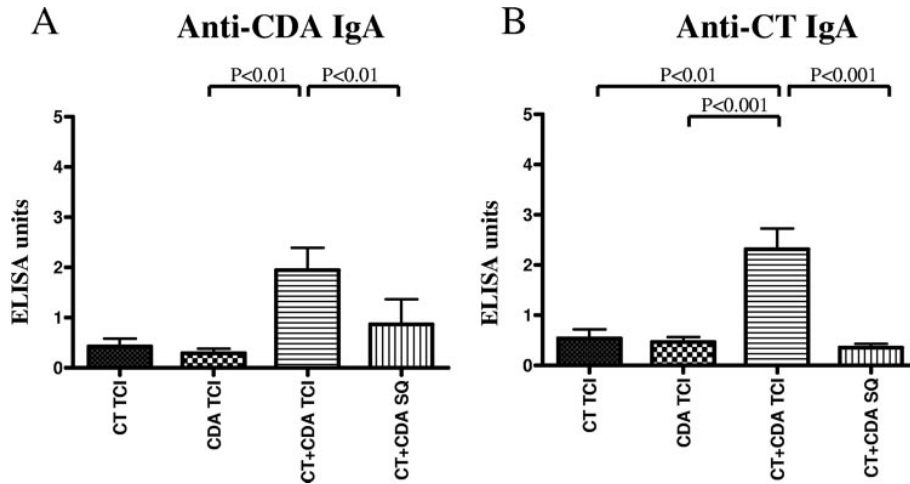 A
Anti-CDA IgA
P<0.01
P<0.01
ELISA units
5
4
3
2
1
0
CT TCI
CDA TCI
CT+CDA TCI
CT+CDA SQ
B
Anti-CT IgA
P<0.01
P<0.001
P<0.001
ELISA units
5
4
3
2
1
0
CT TCI
CDA TCI
CT+CDA TCI
CT+CDA SQ